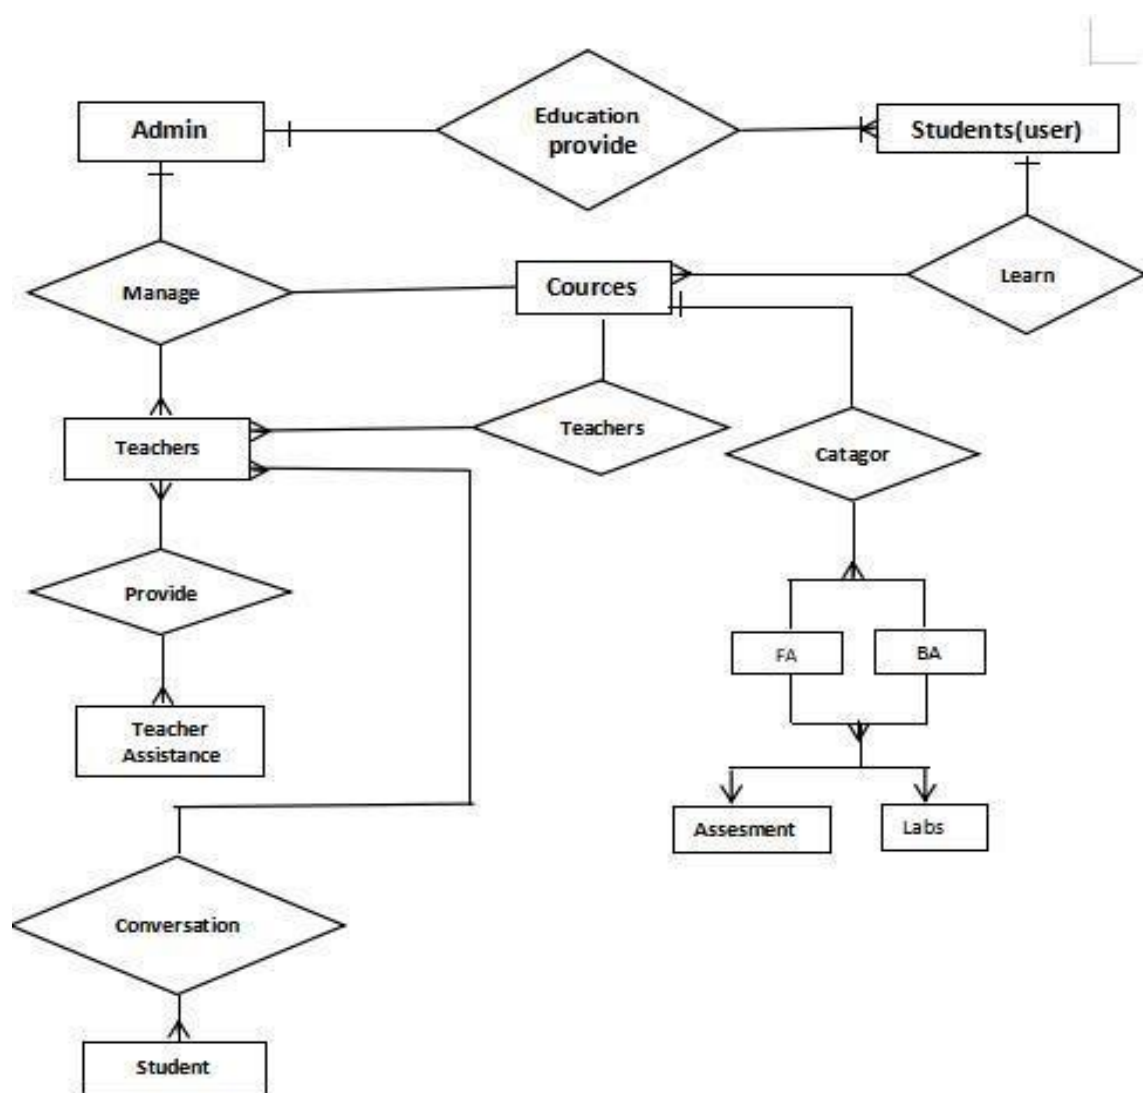 Admin
Education
provide
Students(user)
Manage
Cources
Learn
Teachers
Teachers
Catagor
Provide
FA
BA
Teacher
Assistance
Assesment
Labs
Conversation
Student